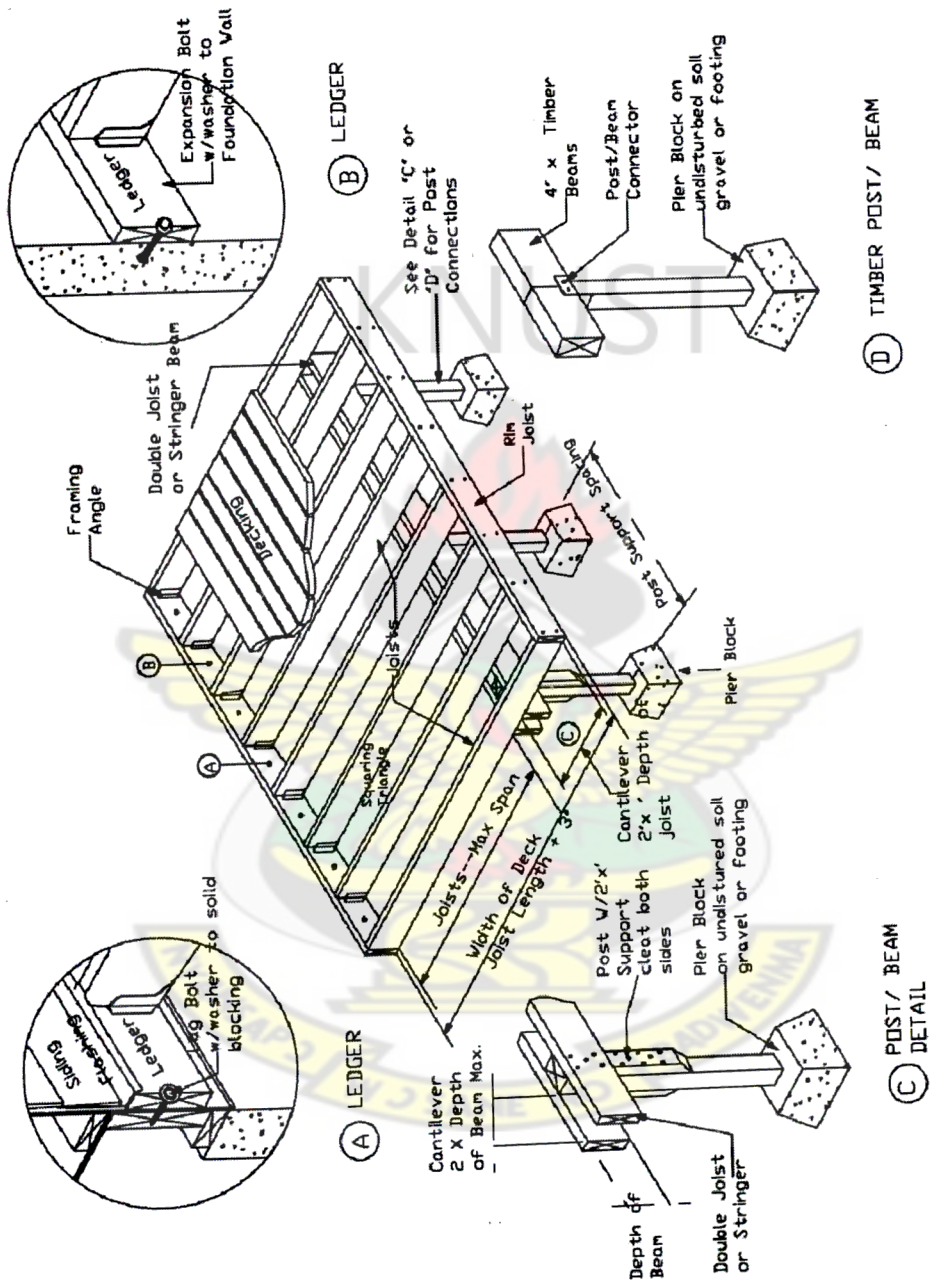 Siding
Flashing
Ledger
Lag Bolt
w/washer to solid
blocking
A LEDGER
Framing
Angle
Double Joist
or Stringer Beam
Ledger
Expansion Bolt
w/washer to
Foundation Wall
B LEDGER
A
B
Decking
Squaring
Triangle
Joists
Joists--Max Span
Width of Deck
Joist Length + 3"
Rim
Joist
See Detail "C" or
"D" for Post
Connections
C
Cantilever
2'x ' Depth of
joist
Pier Block
Post Support Spacing
Cantilever
2 X Depth
of Beam Max.
Depth of
Beam
Double Joist
or Stringer
Post W/2'x'
Support
cleat both
sides
Pier Block
on undistured soil
gravel or footing
C POST/ BEAM
DETAIL
4' x Timber
Beams
Post/Beam
Connector
Pier Block on
undisturbed soil
gravel or footing
D TIMBER POST/ BEAM
KNUST